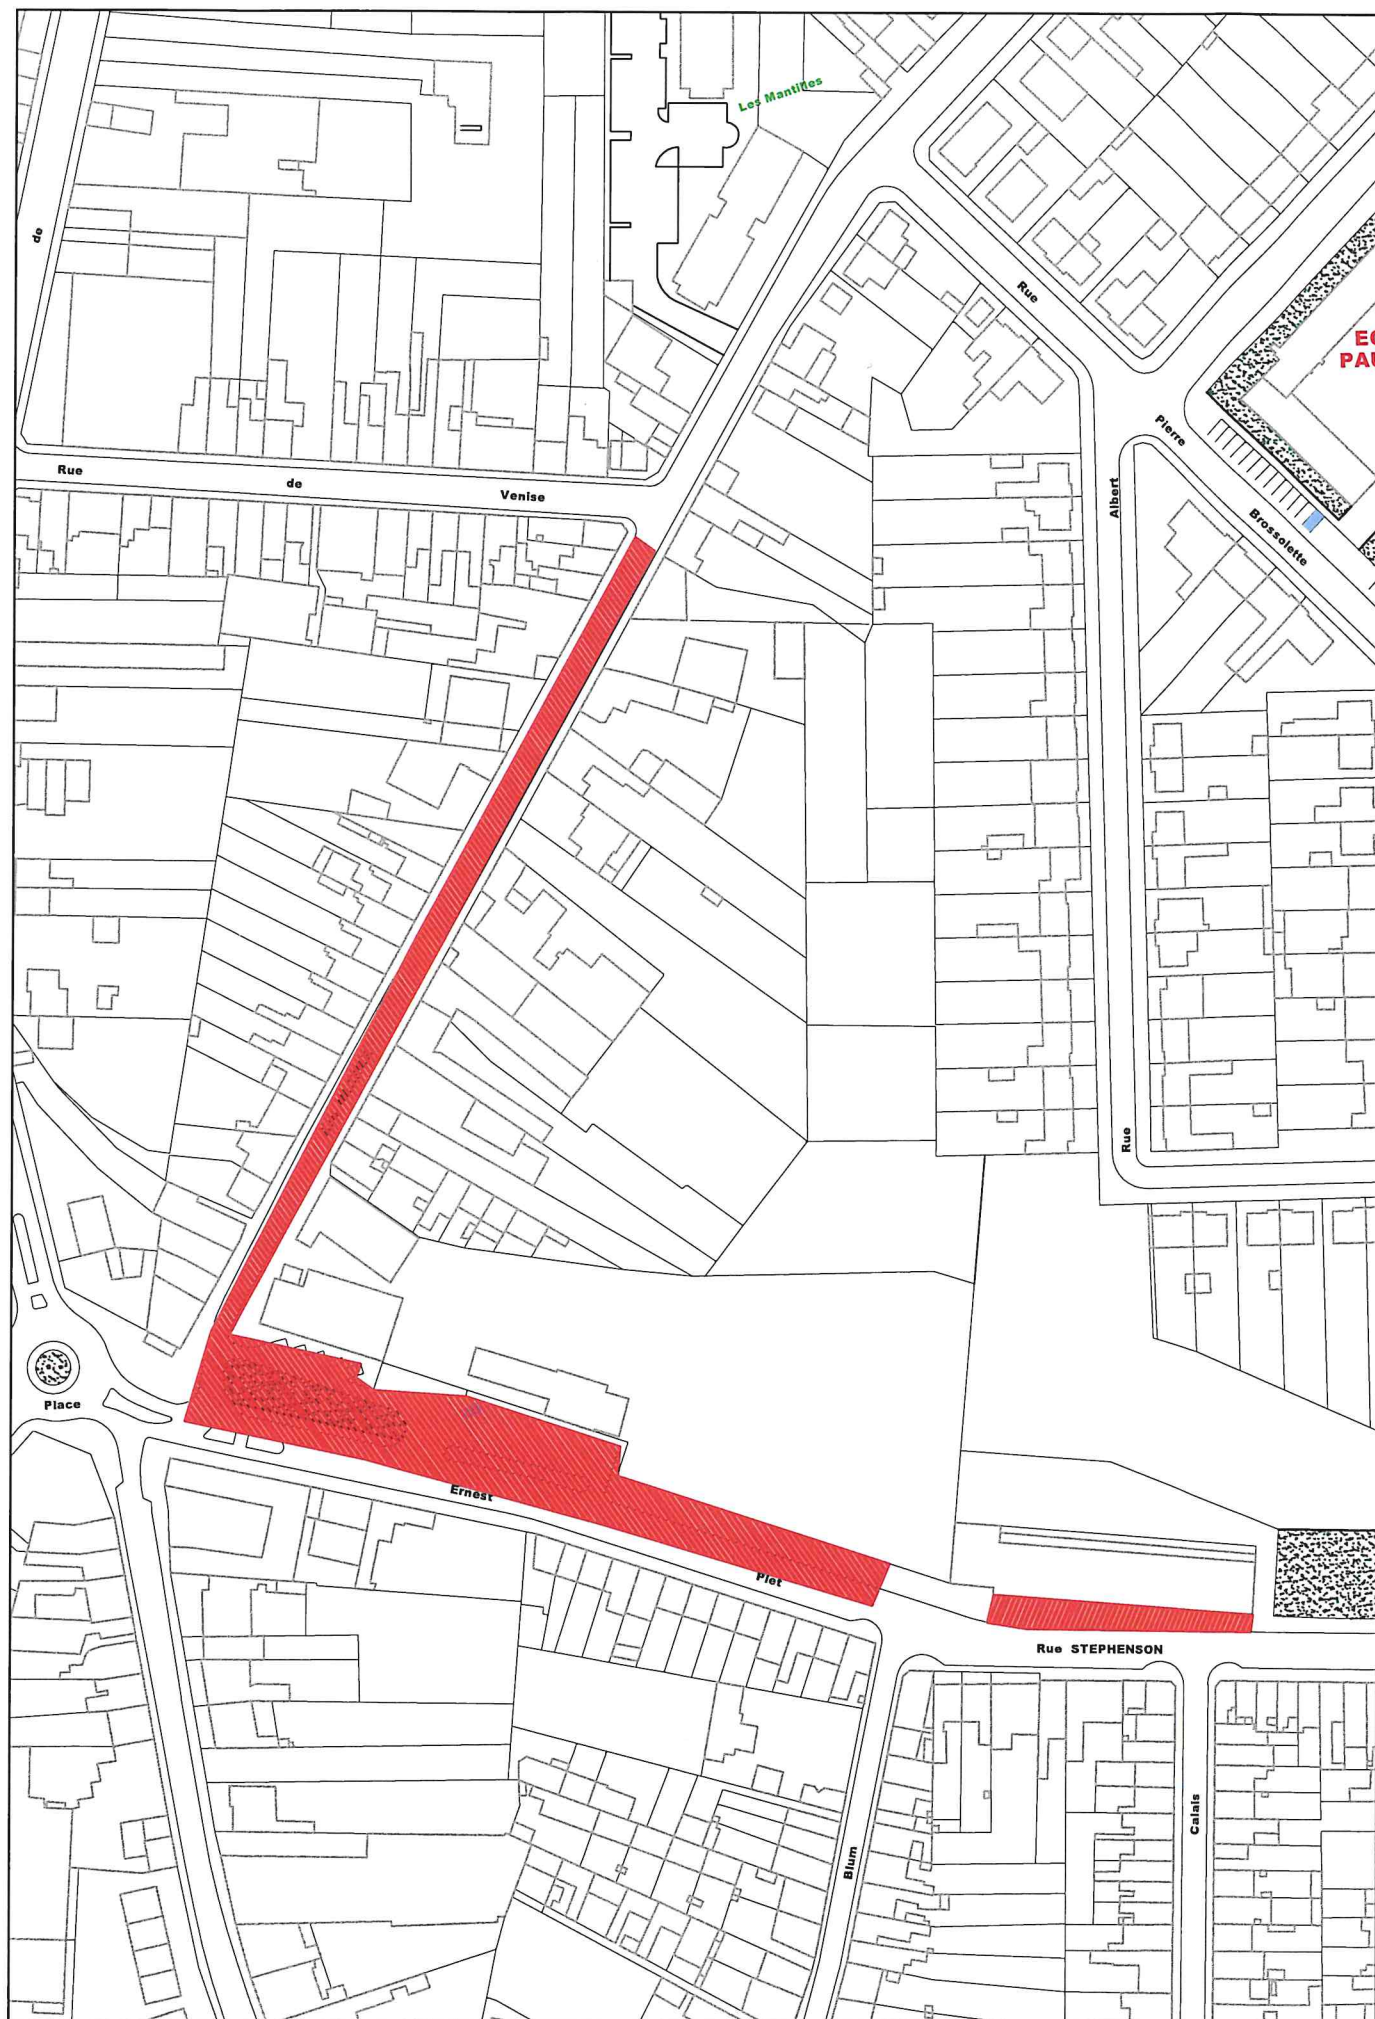 Les Mantilles
de
Rue
EC
PAU
Pierre
Rue
de
Venise
Albert
Brossolette
Rue
Place
Ernest
Plet
Rue STEPHENSON
Calais
Blum